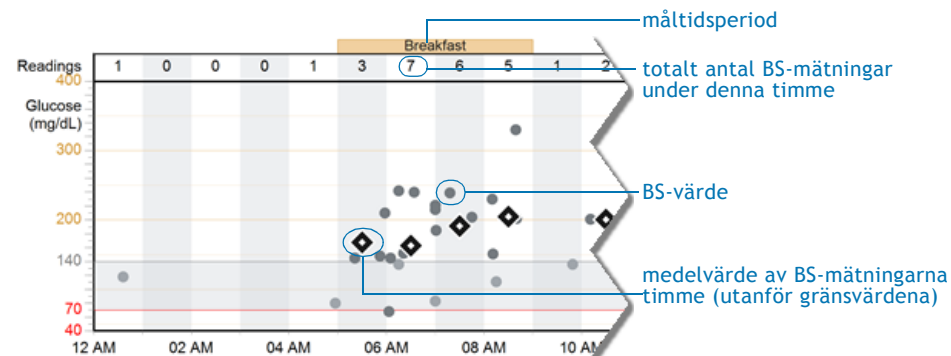 måltidsperiod
Breakfast
Readings 1 0 0 0 1 3 7 6 5 1 2
totalt antal BS-mätningar
under denna timme
400
Glucose
(mg/dL)
300
BS-värde
200
140
medelvärde av BS-mätningarna
timme (utanför gränsvärdena)
70
40
12 AM 02 AM 04 AM 06 AM 08 AM 10 AM